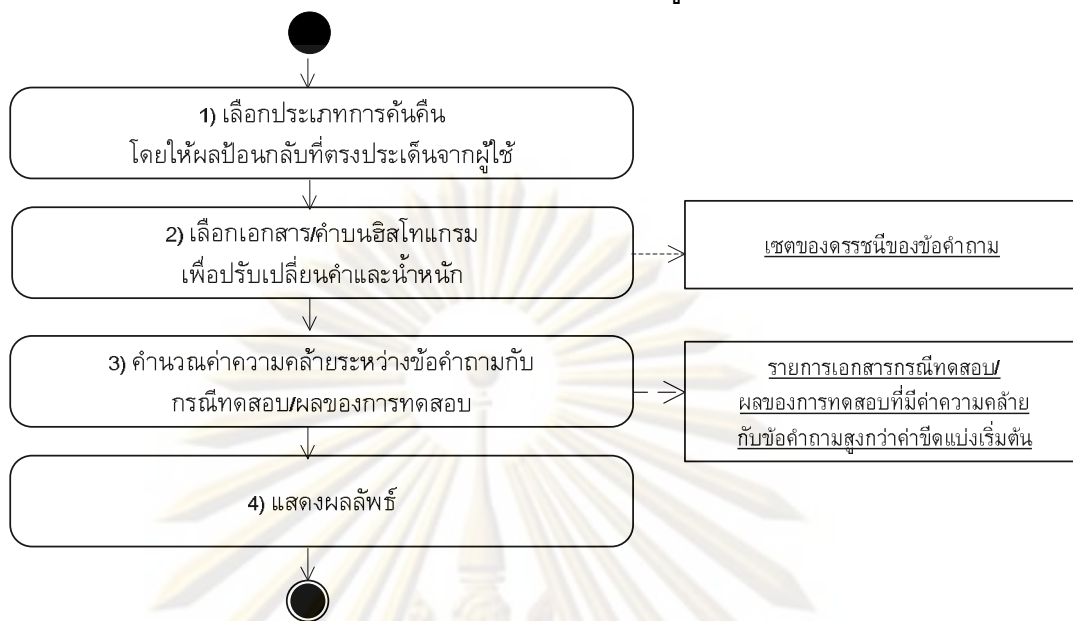 1) เลือกประเภทการค้นคืน
โดยให้ผลป้อนกลับที่ตรงประเด็นจากผู้ใช้
2) เลือกเอกสาร/คำบนฮิสโทแกรม
เพื่อปรับเปลี่ยนคำและน้ำหนัก
เซตของดรรชนีของข้อคำถาม
3) คำนวณค่าความคล้ายระหว่างข้อคำถามกับ
กรณีทดสอบ/ผลของการทดสอบ
รายการเอกสารกรณีทดสอบ/
ผลของการทดสอบที่มีค่าความคล้าย
กับข้อคำถามสูงกว่าค่าขีดแบ่งเริ่มต้น
4) แสดงผลลัพธ์